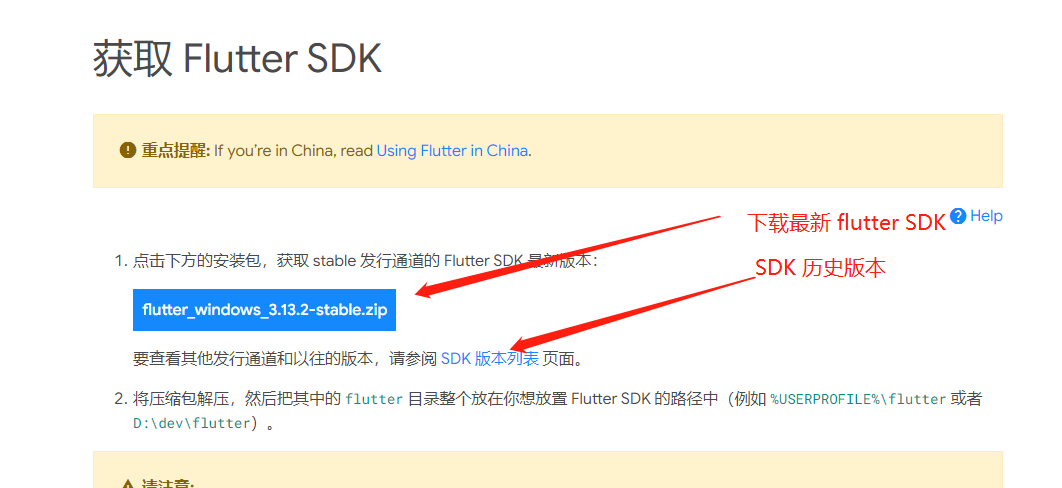 获取 Flutter SDK
重点提醒: If you're in China, read Using Flutter in China.
下载最新 flutter SDK
Help
1. 点击下方的安装包，获取 stable 发行通道的 Flutter SDK 最新版本：
SDK 历史版本
flutter_windows_3.13.2-stable.zip
要查看其他发行通道和以往的版本，请参阅 SDK 版本列表 页面。
2. 将压缩包解压，然后把其中的 flutter 目录整个放在你想放置 Flutter SDK 的路径中（例如 %USERPROFILE%\flutter 或者
D:\dev\flutter）。
请注意: